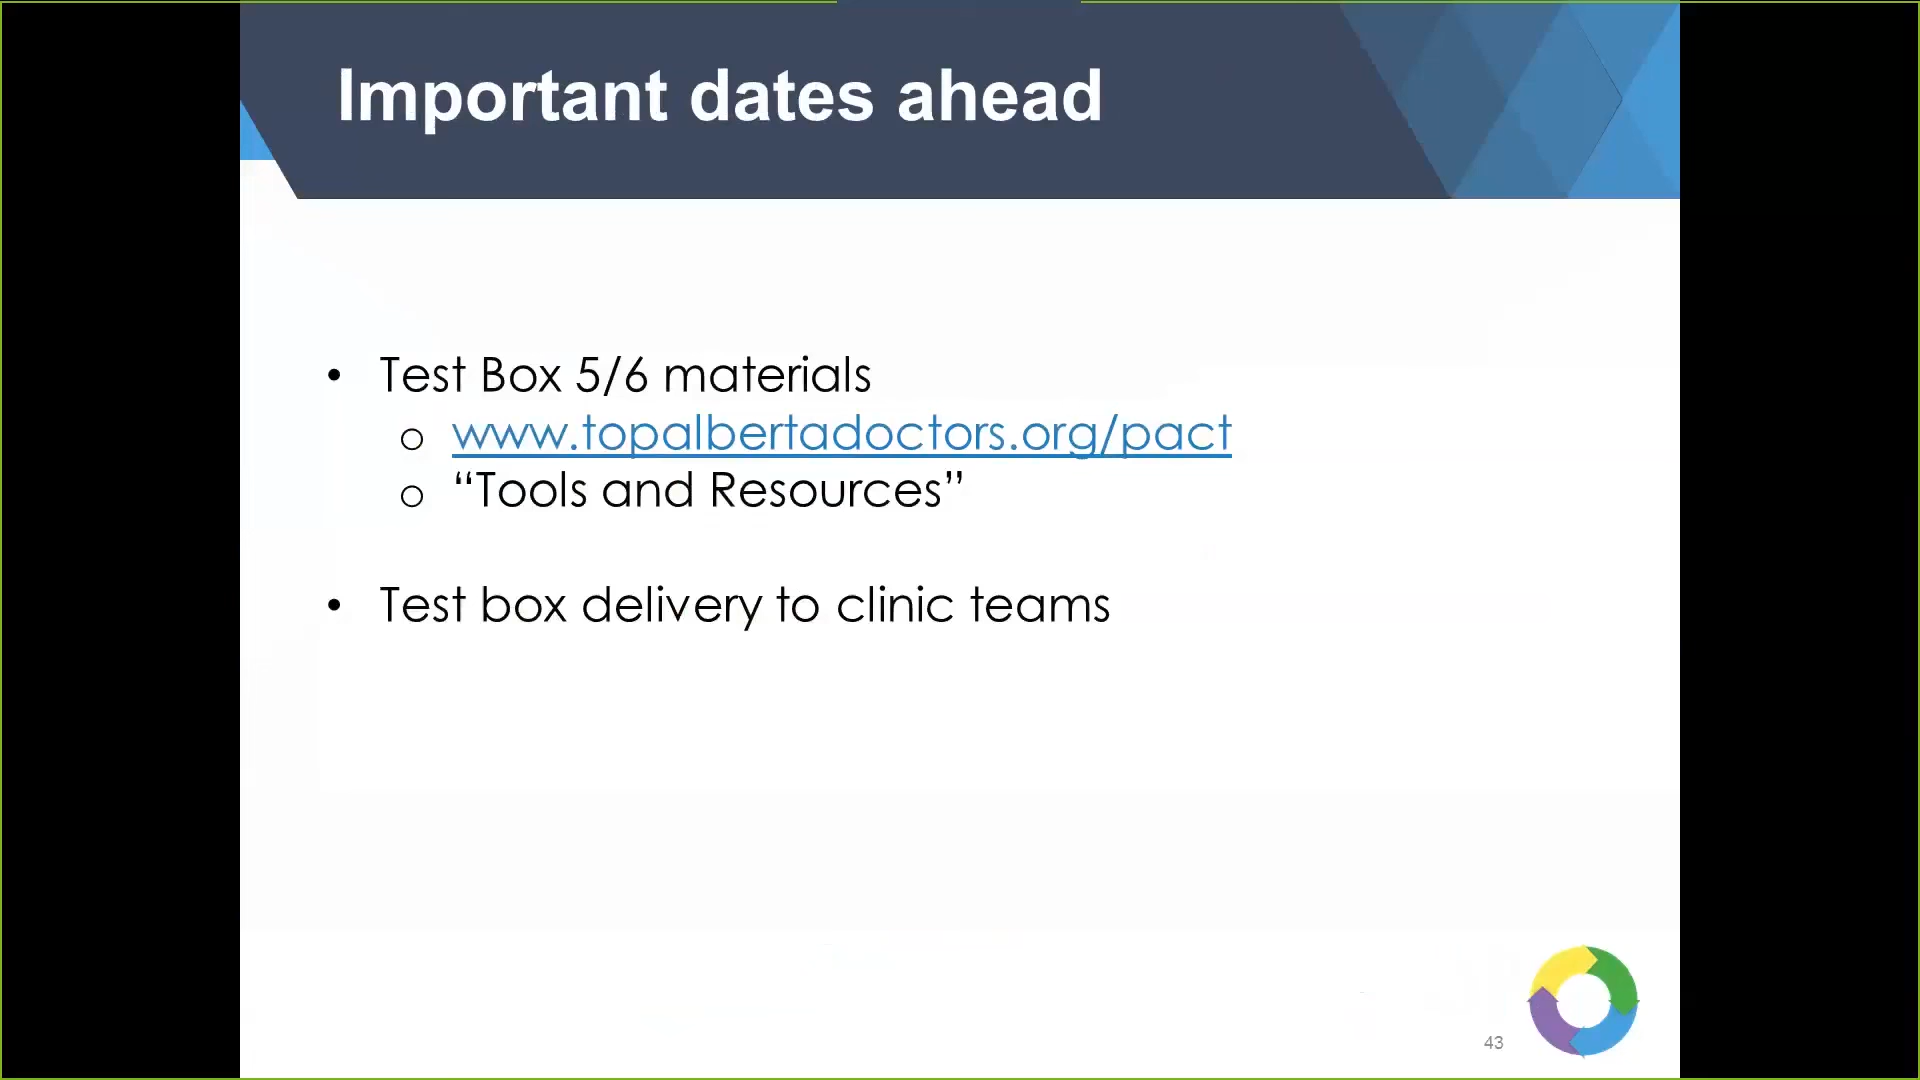 Important dates ahead
• Test Box 5/6 materials
o www.topalbertadoctors.org/pact
o “Tools and Resources”
• Test box delivery to clinic teams
43